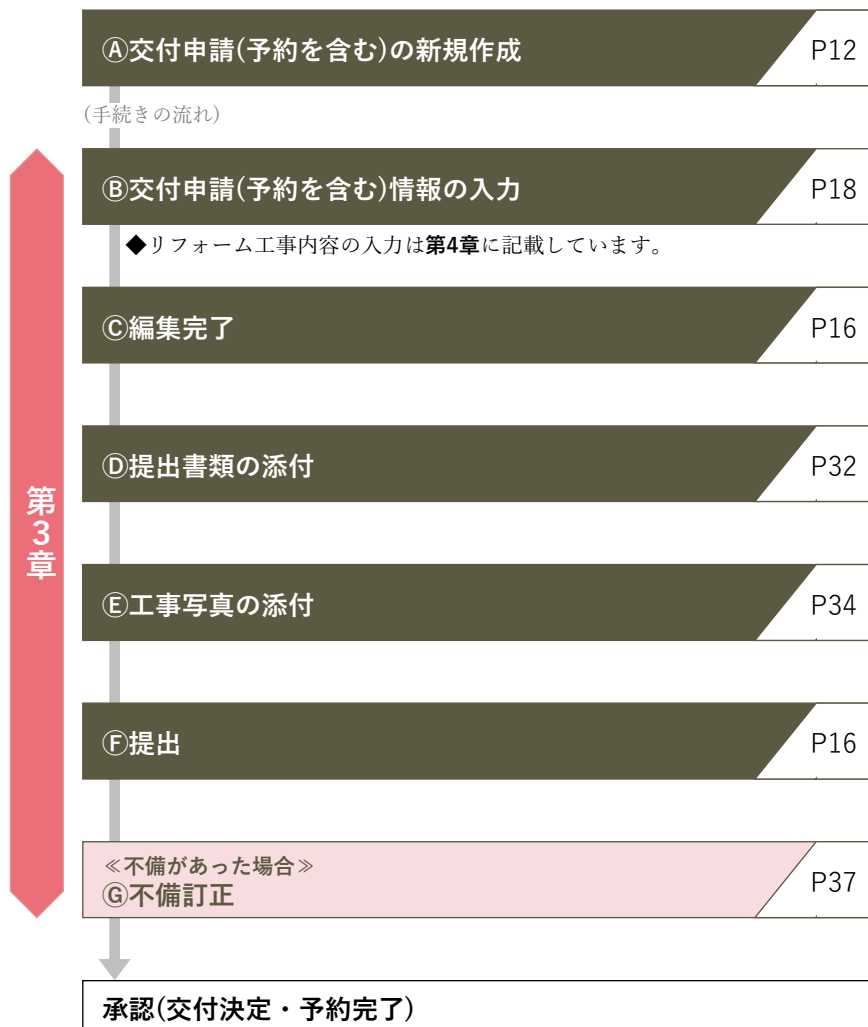 Ⓐ交付申請(予約を含む)の新規作成
P12
(手続きの流れ)
Ⓑ交付申請(予約を含む)情報の入力
P18
◆リフォーム工事内容の入力は第4章に記載しています。
Ⓒ編集完了
P16
Ⓓ提出書類の添付
P32
第3章
Ⓔ工事写真の添付
P34
Ⓕ提出
P16
≪不備があった場合≫
Ⓖ不備訂正
P37
承認(交付決定・予約完了)